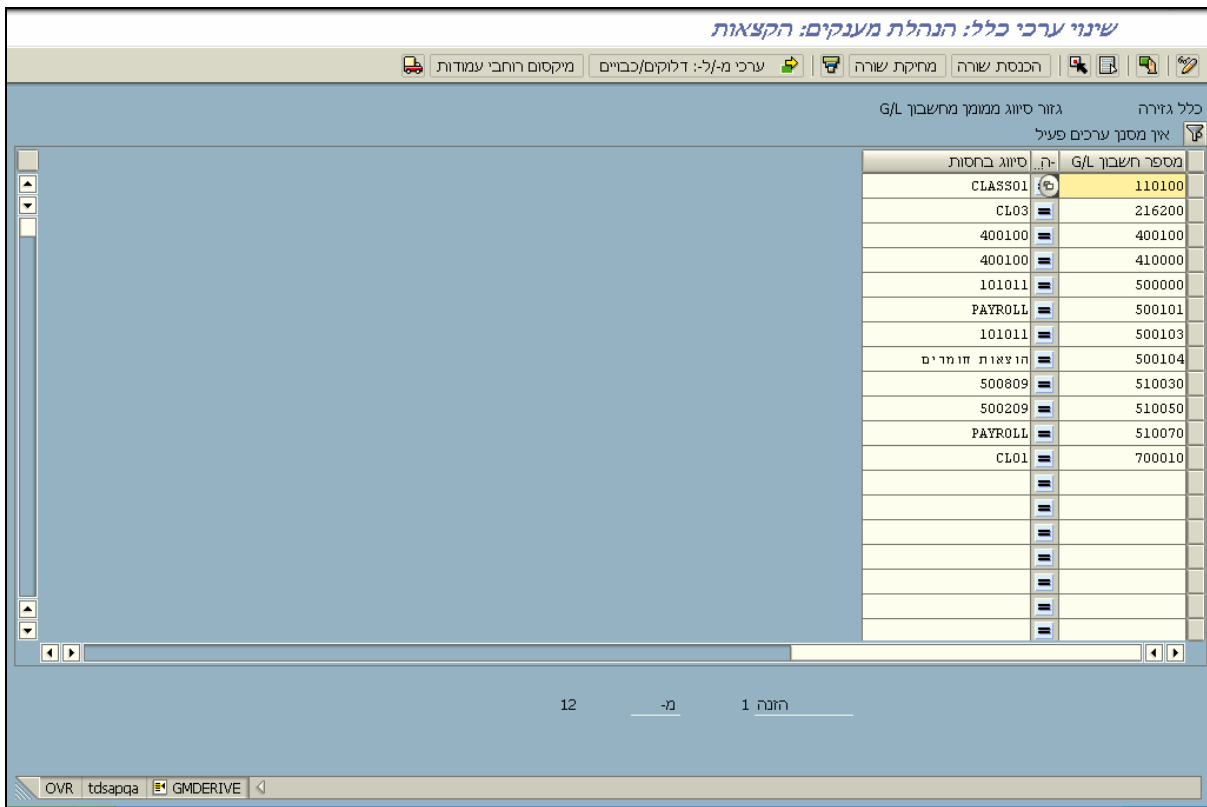 שינוי ערכי כלל: הנהלת מענקים: הקצאות
הכנסת שורה מחיקת שורה ערכי מ-/ל-: דלוקים/כבויים מיקסום רוחבי עמודות
כלל גזירה גזור סיווג ממומן מחשבון G/L
אין מסנך ערכים פעיל
מספר חשבון G/L ה..- סיווג בחסות
110100 CLASS01
216200 = CL03
400100 = 400100
410000 = 400100
500000 = 101011
500101 = PAYROLL
500103 = 101011
500104 = הוצאות חומרים
510030 = 500809
510050 = 500209
510070 = PAYROLL
700010 = CL01
=
=
=
=
=
=
=
הזנה 1 מ- 12
OVR tdsapqa GMDERIVE